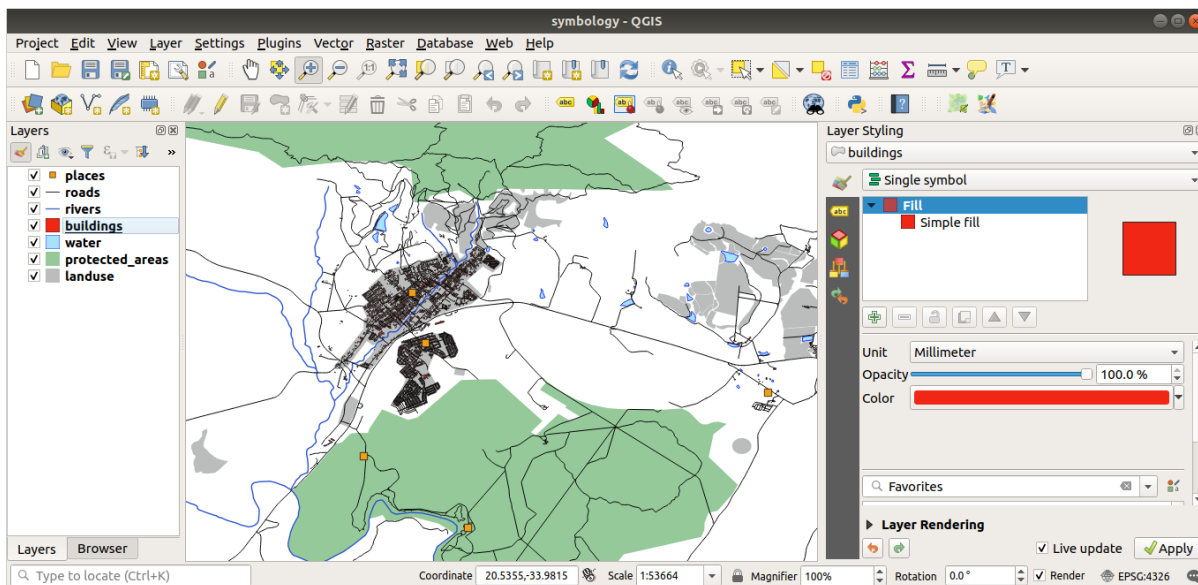 symbology - QGIS
Project Edit View Layer Settings Plugins Vector Raster Database Web Help
Layers
places
roads
rivers
buildings
water
protected_areas
landuse
Layers Browser
Layer Styling
buildings
Single symbol
Fill
Simple fill
Unit Millimeter
Opacity 100.0 %
Color
Favorites
Layer Rendering
Live update Apply
Type to locate (Ctrl+K) Coordinate 20.5355,-33.9815 Scale 1:53664 Magnifier 100% Rotation 0.0° Render EPSG:4326